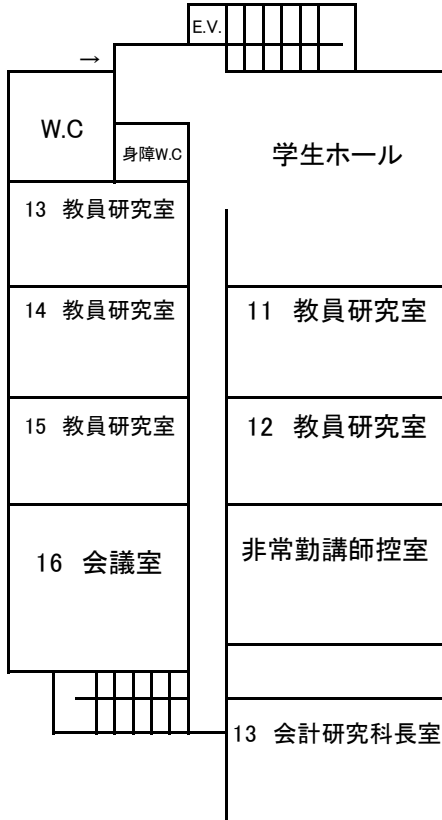 E.V.
→
W.C
身障W.C
学生ホール
13 教員研究室
14 教員研究室
11 教員研究室
15 教員研究室
12 教員研究室
16 会議室
非常勤講師控室
13 会計研究科長室